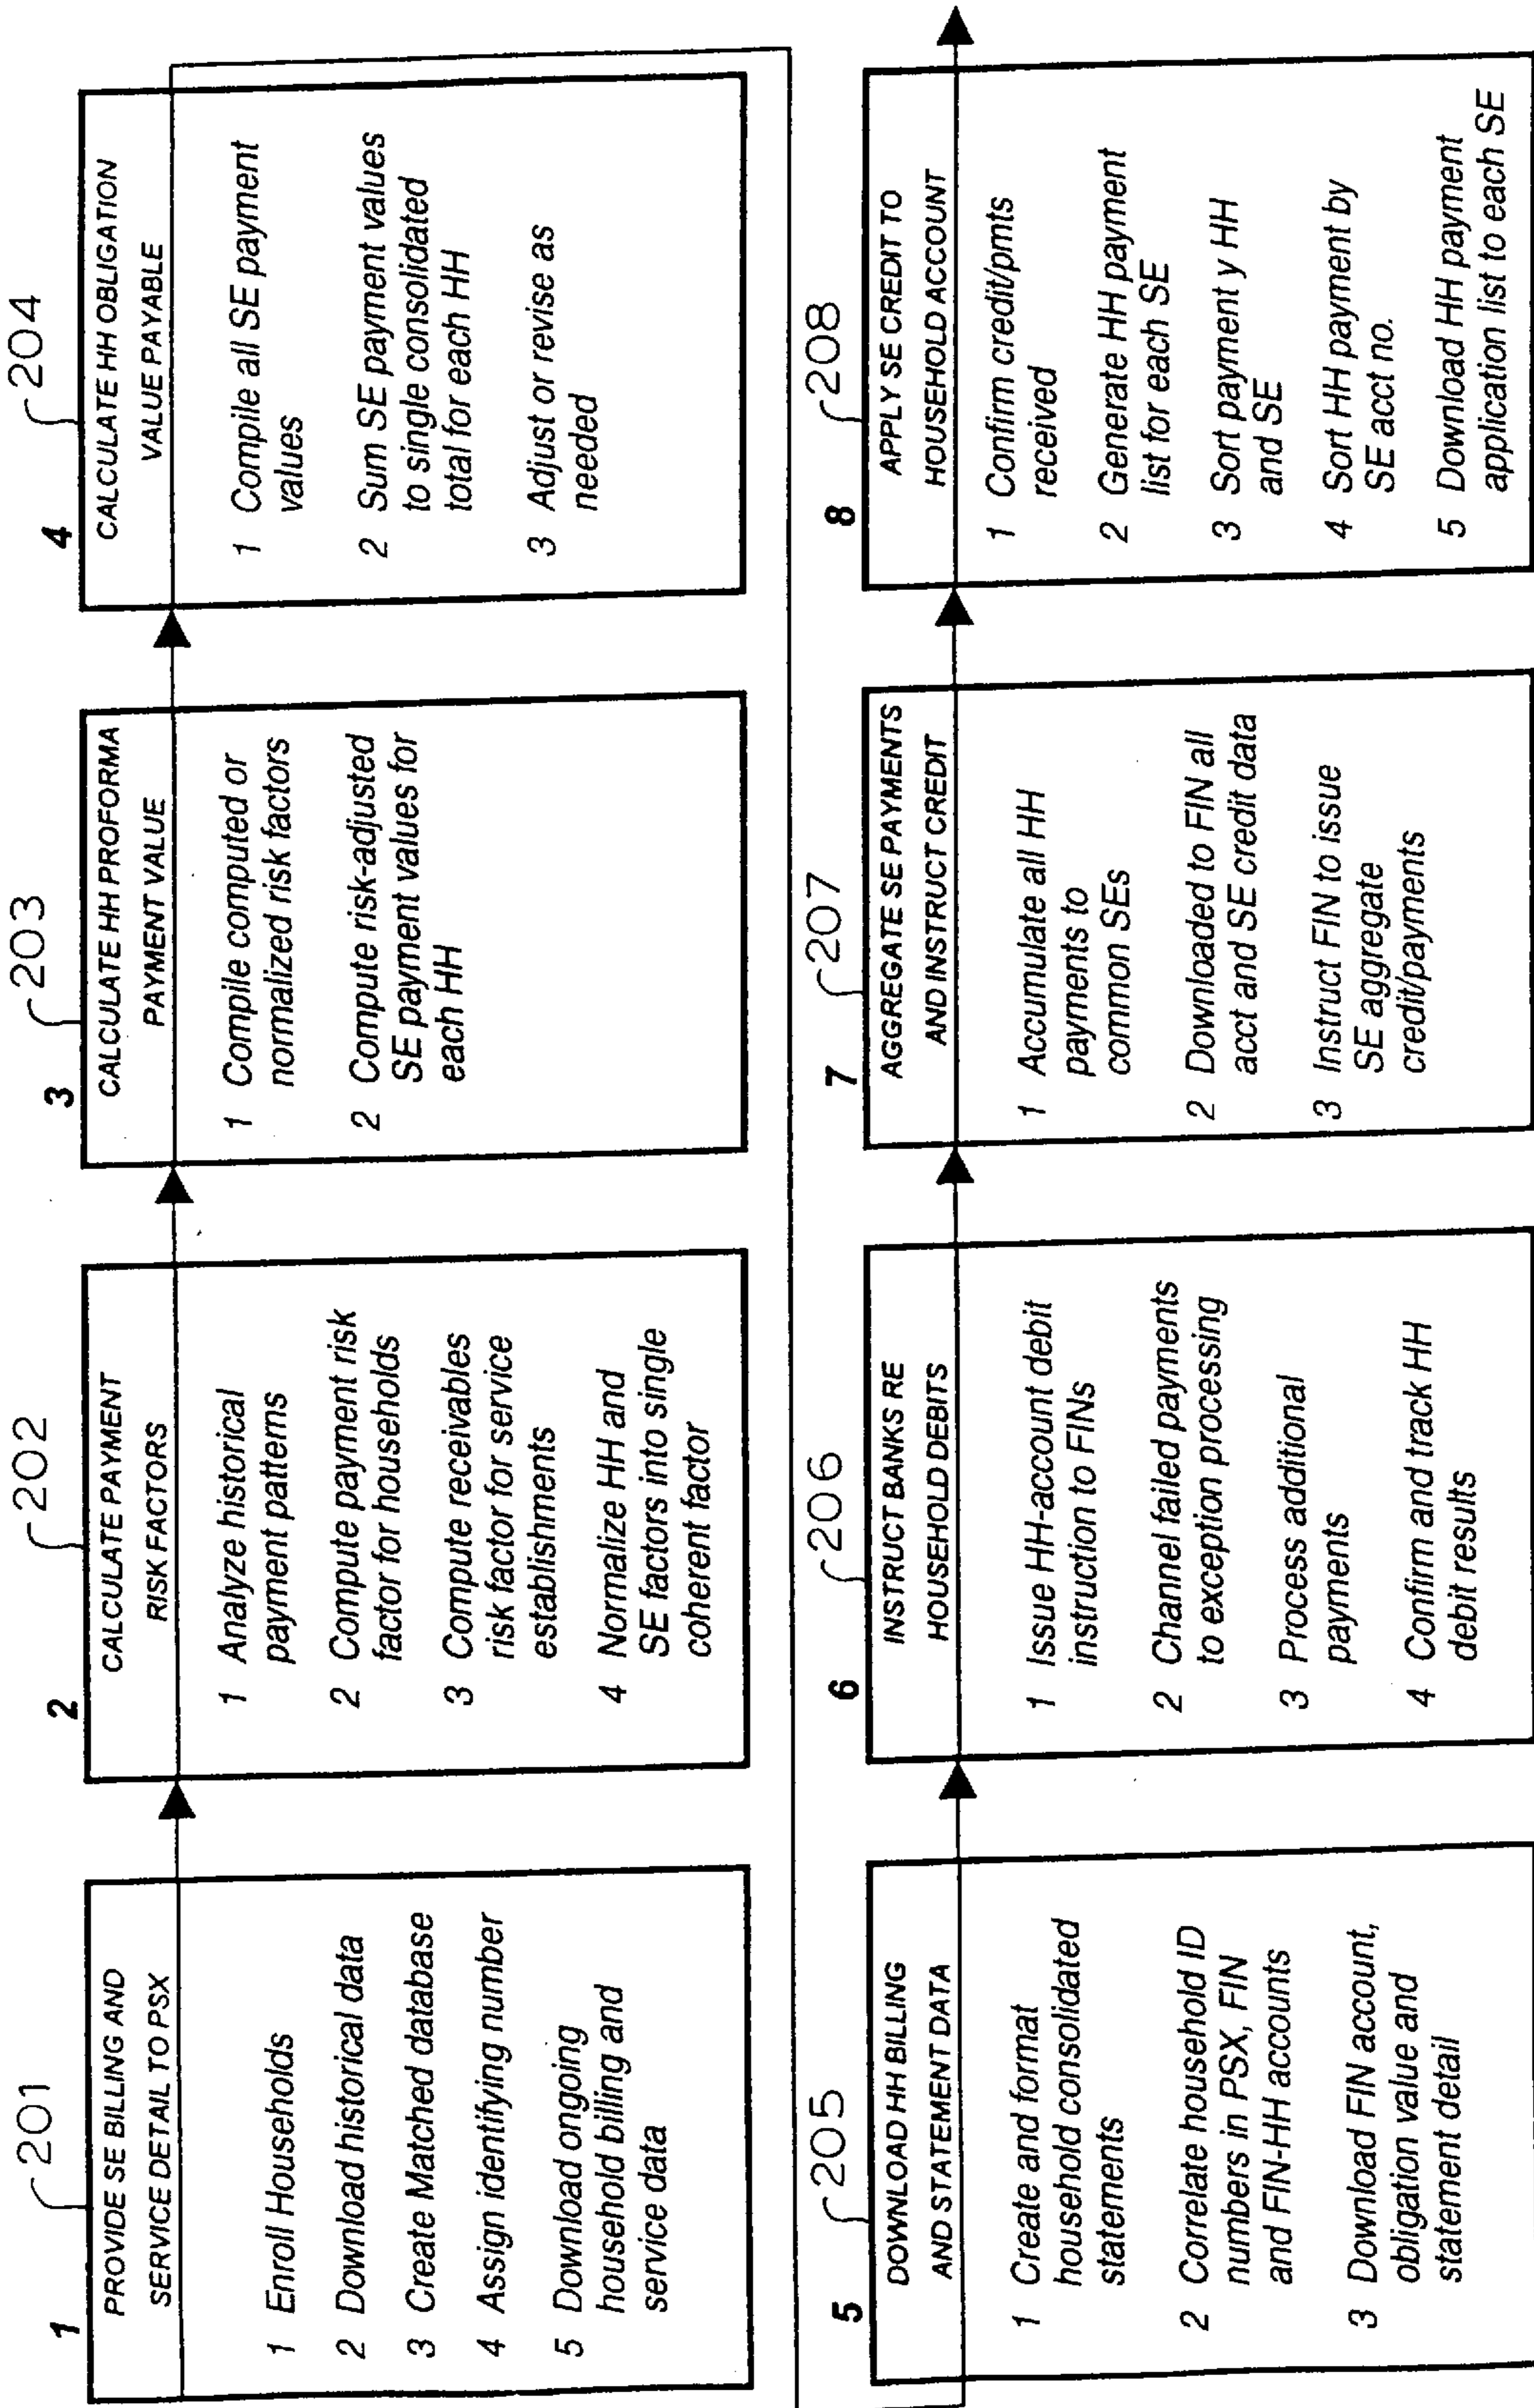 201
1
PROVIDE SE BILLING AND
SERVICE DETAIL TO PSX
1 Enroll Households
2 Download historical data
3 Create Matched database
4 Assign identifying number
5 Download ongoing
household billing and
service data
202
2
CALCULATE PAYMENT
RISK FACTORS
1 Analyze historical
payment patterns
2 Compute payment risk
factor for households
3 Compute receivables
risk factor for service
establishments
4 Normalize HH and
SE factors into single
coherent factor
203
3
CALCULATE HH PROFORMA
PAYMENT VALUE
1 Compile computed or
normalized risk factors
2 Compute risk-adjusted
SE payment values for
each HH
204
4
CALCULATE HH OBLIGATION
VALUE PAYABLE
1 Compile all SE payment
values
2 Sum SE payment values
to single consolidated
total for each HH
3 Adjust or revise as
needed
205
5
DOWNLOAD HH BILLING
AND STATEMENT DATA
1 Create and format
household consolidated
statements
2 Correlate household ID
numbers in PSX, FIN
and FIN-HH accounts
3 Download FIN account,
obligation value and
statement detail
206
6
INSTRUCT BANKS RE
HOUSEHOLD DEBITS
1 Issue HH-account debit
instruction to FINs
2 Channel failed payments
to exception processing
3 Process additional
payments
4 Confirm and track HH
debit results
207
7
AGGREGATE SE PAYMENTS
AND INSTRUCT CREDIT
1 Accumulate all HH
payments to
common SEs
2 Downloaded to FIN all
acct and SE credit data
3 Instruct FIN to issue
SE aggregate
credit/payments
208
8
APPLY SE CREDIT TO
HOUSEHOLD ACCOUNT
1 Confirm credit/pmts
received
2 Generate HH payment
list for each SE
3 Sort payment y HH
and SE
4 Sort HH payment by
SE acct no.
5 Download HH payment
application list to each SE